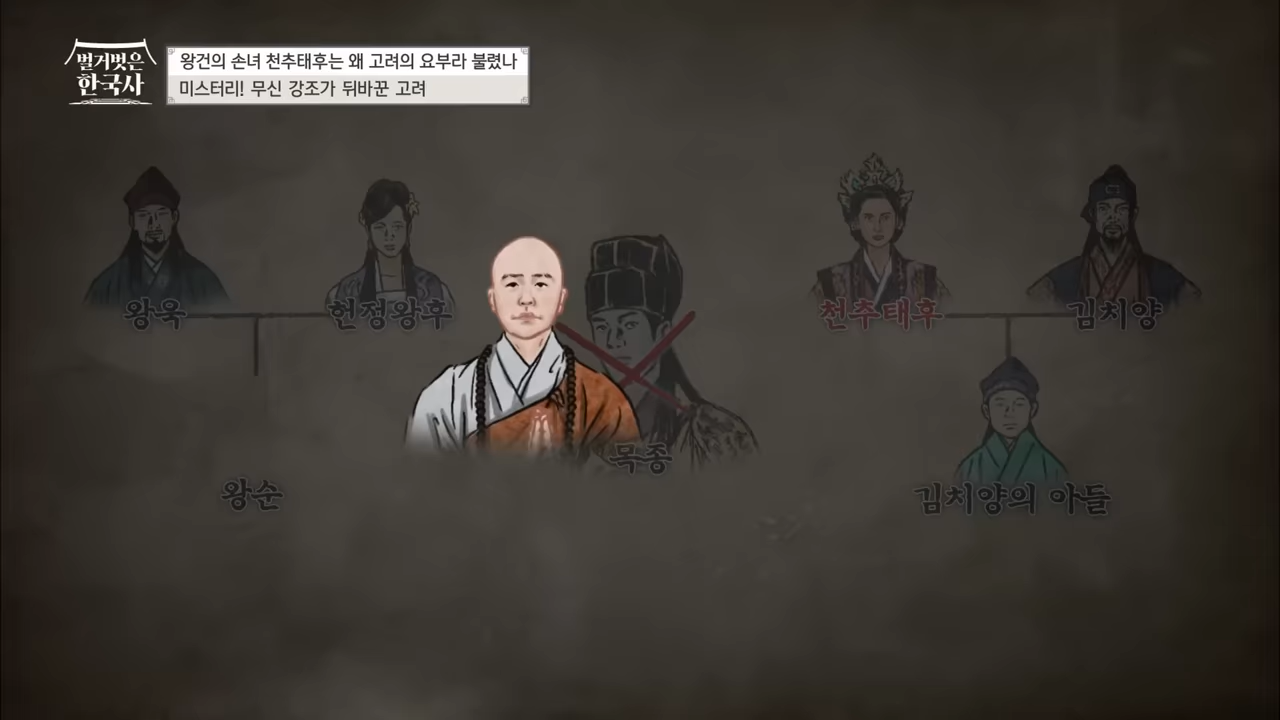 벌거벗은
한국사
왕건의 손녀 천추태후는 왜 고려의 요부라 불렸나
미스터리! 무신 강조가 뒤바꾼 고려
왕욱
헌정왕후
천추태후
김치양
목종
왕순
김치양의 아들